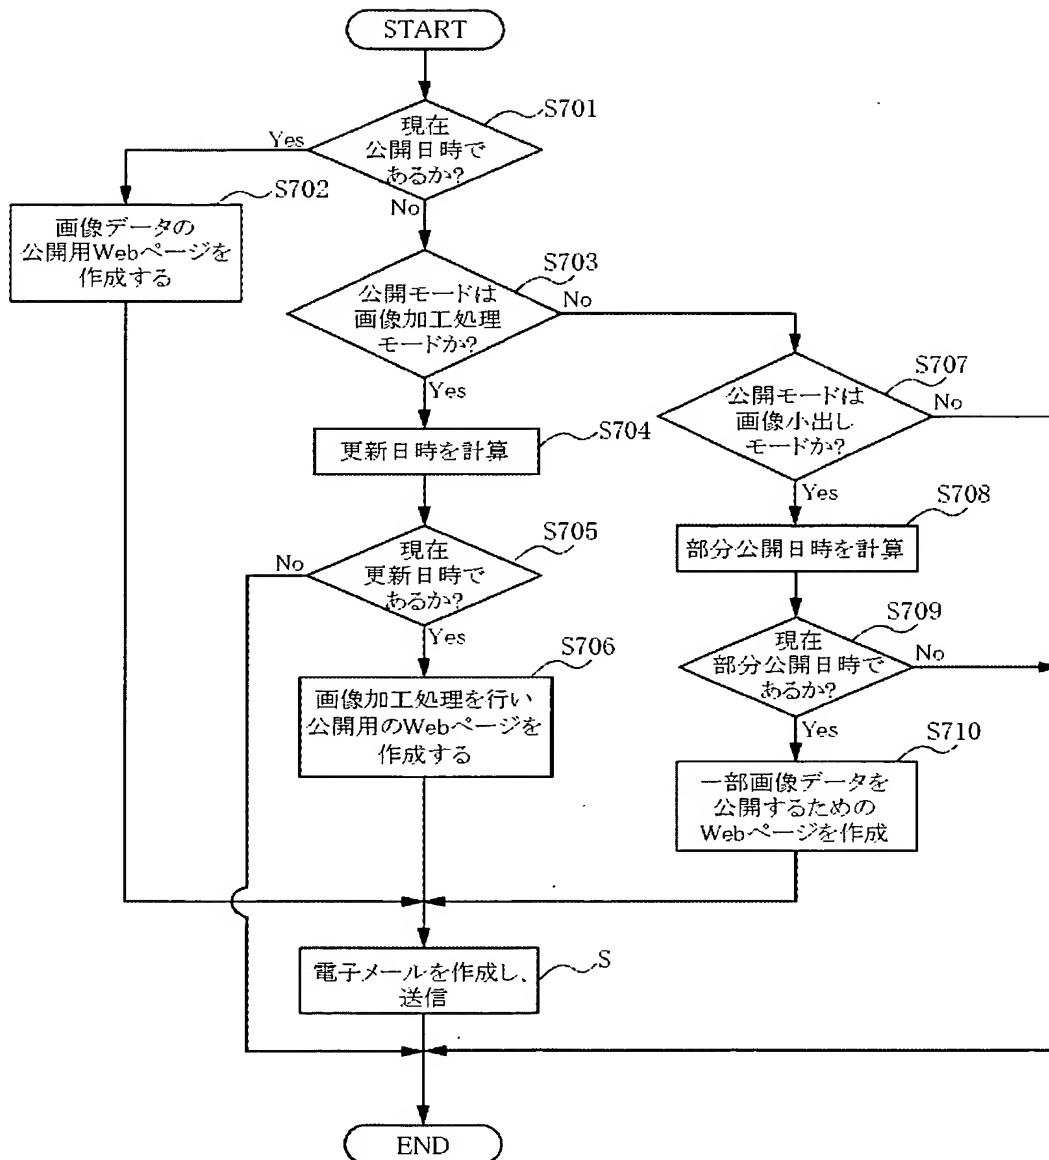 START
S701
現在
公開日時で
あるか?
Yes
No
S702
画像データの
公開用Webページを
作成する
S703
公開モードは
画像加工処理
モードか?
No
Yes
S704
更新日時を計算
S705
現在
更新日時で
あるか?
No
Yes
S706
画像加工処理を行い
公開用のWebページを
作成する
S707
公開モードは
画像小出し
モードか?
No
Yes
S708
部分公開日時を計算
S709
現在
部分公開日時で
あるか?
No
Yes
S710
一部画像データを
公開するための
Webページを作成
S
電子メールを作成し、
送信
END